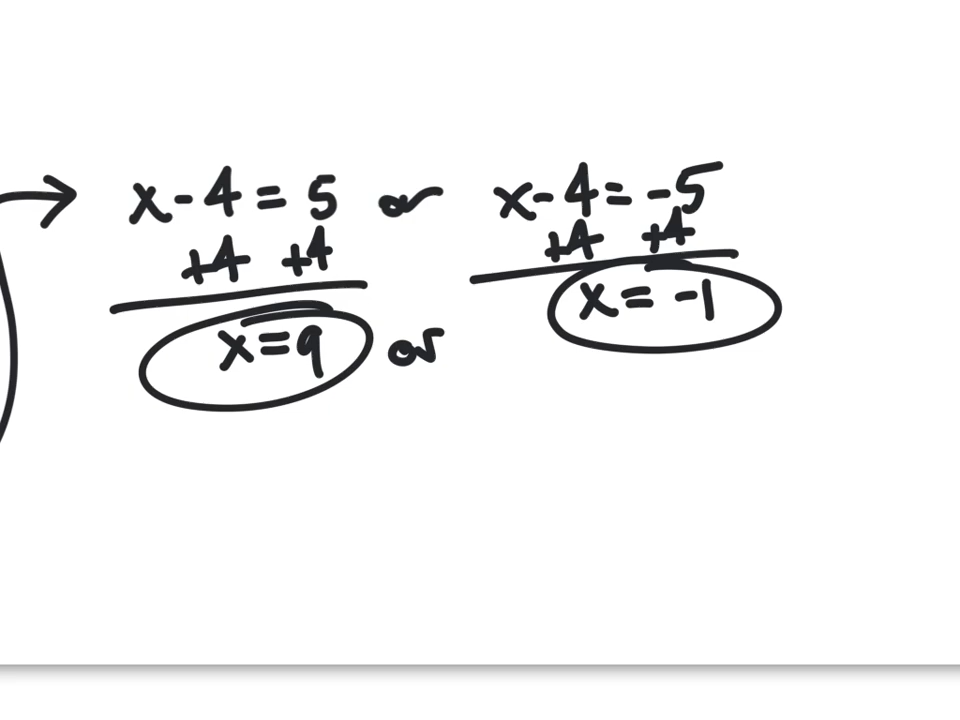 x - 4 = 5 or x - 4 = -5
+4 +4 +4 +4
x = 9 or x = -1